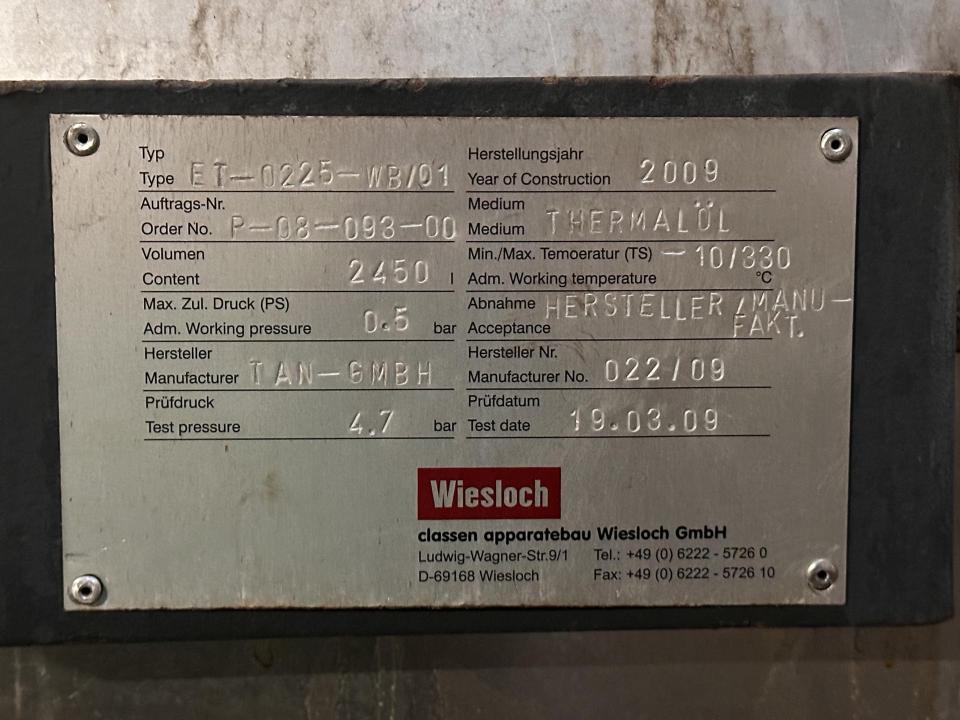 Typ
Type ET-0225-WB/01
Auftrags-Nr.
Order No. P-08-093-00
Volumen
Content 2450 l
Max. Zul. Druck (PS)
Adm. Working pressure 0.5 bar
Hersteller
Manufacturer TAN-GMBH
Prüfdruck
Test pressure 4.7 bar
Herstellungsjahr
Year of Construction 2009
Medium
Medium THERMALÖL
Min./Max. Temoeratur (TS) -10/330
Adm. Working temperature °C
Abnahme HERSTELLER/MANU-
Acceptance FAKT.
Hersteller Nr.
Manufacturer No. 022/09
Prüfdatum
Test date 19.03.09
Wiesloch
classen apparatebau Wiesloch GmbH
Ludwig-Wagner-Str.9/1 Tel.: +49 (0) 6222 - 5726 0
D-69168 Wiesloch Fax: +49 (0) 6222 - 5726 10